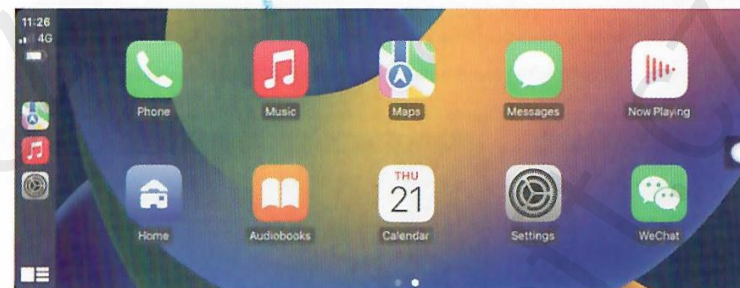 11:26
4G
Phone
Music
Maps
Messages
Now Playing
Home
Audiobooks
THU
21
Calendar
Settings
WeChat